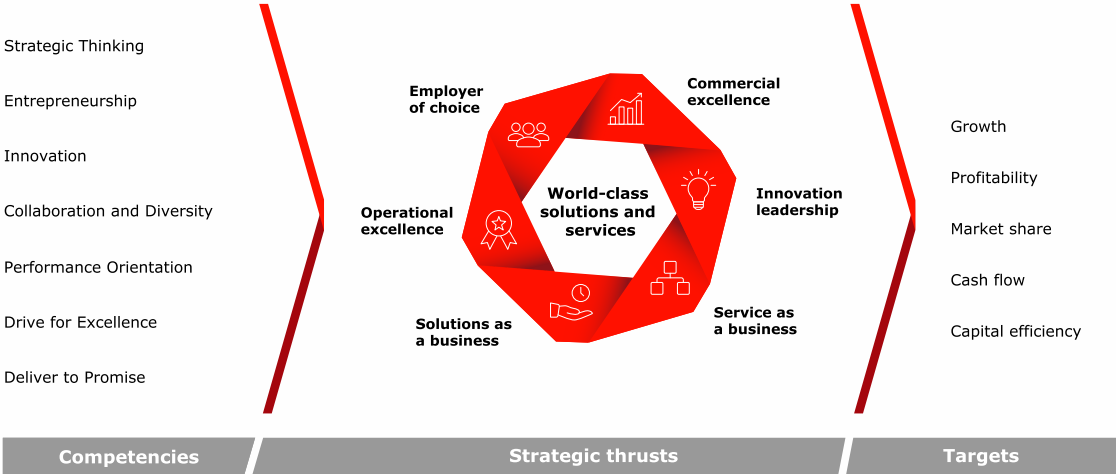 Strategic Thinking
Entrepreneurship
Innovation
Collaboration and Diversity
Performance Orientation
Drive for Excellence
Deliver to Promise
Employer
of choice
Commercial
excellence
Operational
excellence
World-class
solutions and
services
Innovation
leadership
Solutions as
a business
Service as
a business
Growth
Profitability
Market share
Cash flow
Capital efficiency
Competencies
Strategic thrusts
Targets